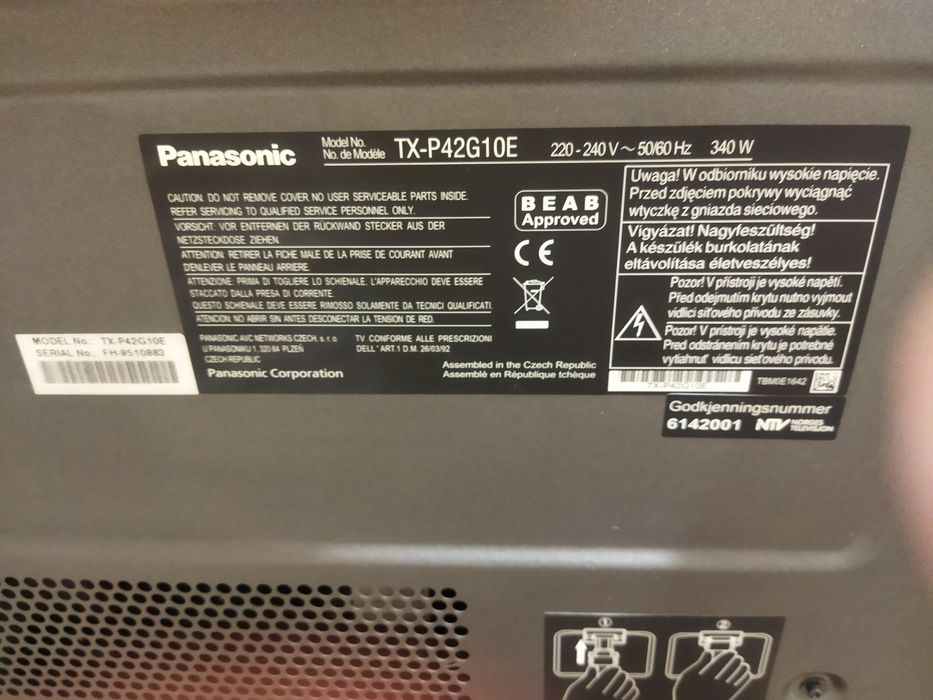 Panasonic
Model No.
No. de Modèle
TX-P42G10E
220 - 240 V ~ 50/60 Hz 340 W
CAUTION: DO NOT REMOVE COVER NO USER SERVICEABLE PARTS INSIDE.
REFER SERVICING TO QUALIFIED SERVICE PERSONNEL ONLY.
VORSICHT: VOR ENTFERNEN DER RÜCKWAND STECKER AUS DER
NETZSTECKDOSE ZIEHEN.
ATTENTION: RETIRER LA FICHE MALE DE LA PRISE DE COURANT AVANT
D'ENLEVER LE PANNEAU ARRIERE.
ATTENZIONE: PRIMA DI TOGLIERE LO SCHIENALE. L'APPARECCHIO DEVE ESSERE
STACCATO DALLA PRESA DI CORRENTE.
QUESTO SCHIENALE DEVE ESSERE RIMOSSO SOLAMENTE DA TECNICI QUALIFICATI.
ATENCION: NO ABRIR SIN ANTES DESCONECTAR LA TENSION DE RED.
PANASONIC AVC NETWORKS CZECH, s. r. o.
U PANASONIKU 1, 320 84 PLZEŇ
CZECH REPUBLIC
TV CONFORME ALLE PRESCRIZIONI
DELL' ART.1 D.M. 26/03/92
Panasonic Corporation
Assembled in the Czech Republic
Assemblé en République tchèque
BEAB
Approved
CE
Uwaga! W odbiorniku wysokie napięcie.
Przed zdjęciem pokrywy wyciągnąć
wtyczkę z gniazda sieciowego.
Vigyázat! Nagyfeszültség!
A készülék burkolatának
eltávolítása életveszélyes!
Pozor! V přístroji je vysoké napětí.
Před odejmutím krytu nutno vyjmout
vidlici síťového přívodu ze zásuvky.
Pozor! V prístroji je vysoké napätie.
Pred odstránením krytu je potrebné
vytiahnuť vidlicu sieťového prívodu.
TX-P42G10E
TBM0E1642
MODEL No.: TX-P42G10E
SERIAL No.: FH-9510883
Godkjenningsnummer
6142001 NTV NORGES
TELEVISJON
1
2